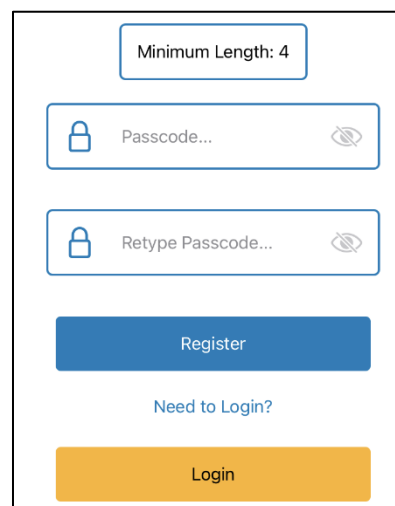 Minimum Length: 4
Passcode...
Retype Passcode...
Register
Need to Login?
Login